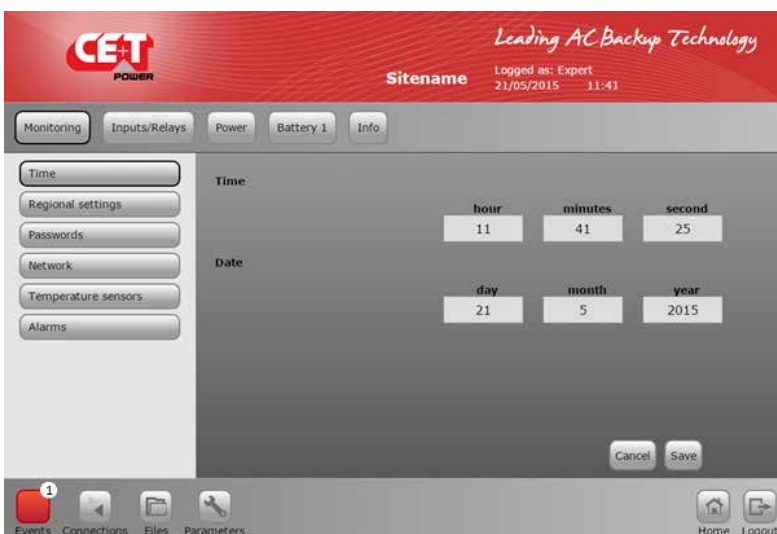 CE+T
POWER
Leading AC Backup Technology
Sitename
Logged as: Expert
21/05/2015 11:41
Monitoring Inputs/Relays Power Battery 1 Info
Time
Regional settings
Passwords
Network
Temperature sensors
Alarms
Time
hour minutes second
11 41 25
Date
day month year
21 5 2015
Cancel Save
1
Events Connections Files Parameters Home Logout